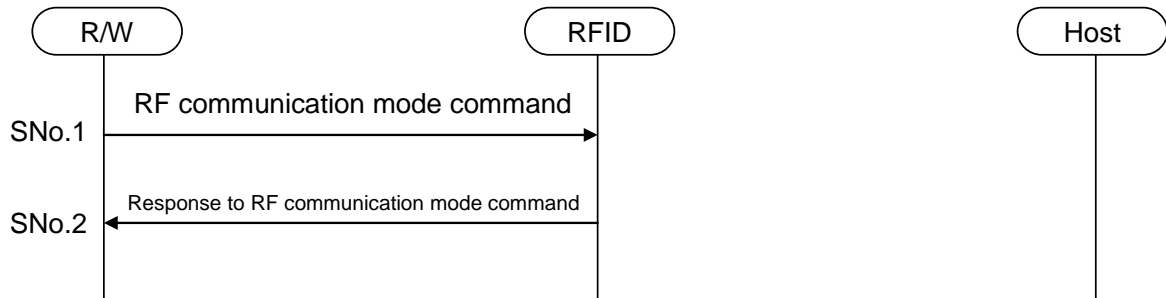 R/W
RFID
Host
RF communication mode command
SNo.1
Response to RF communication mode command
SNo.2